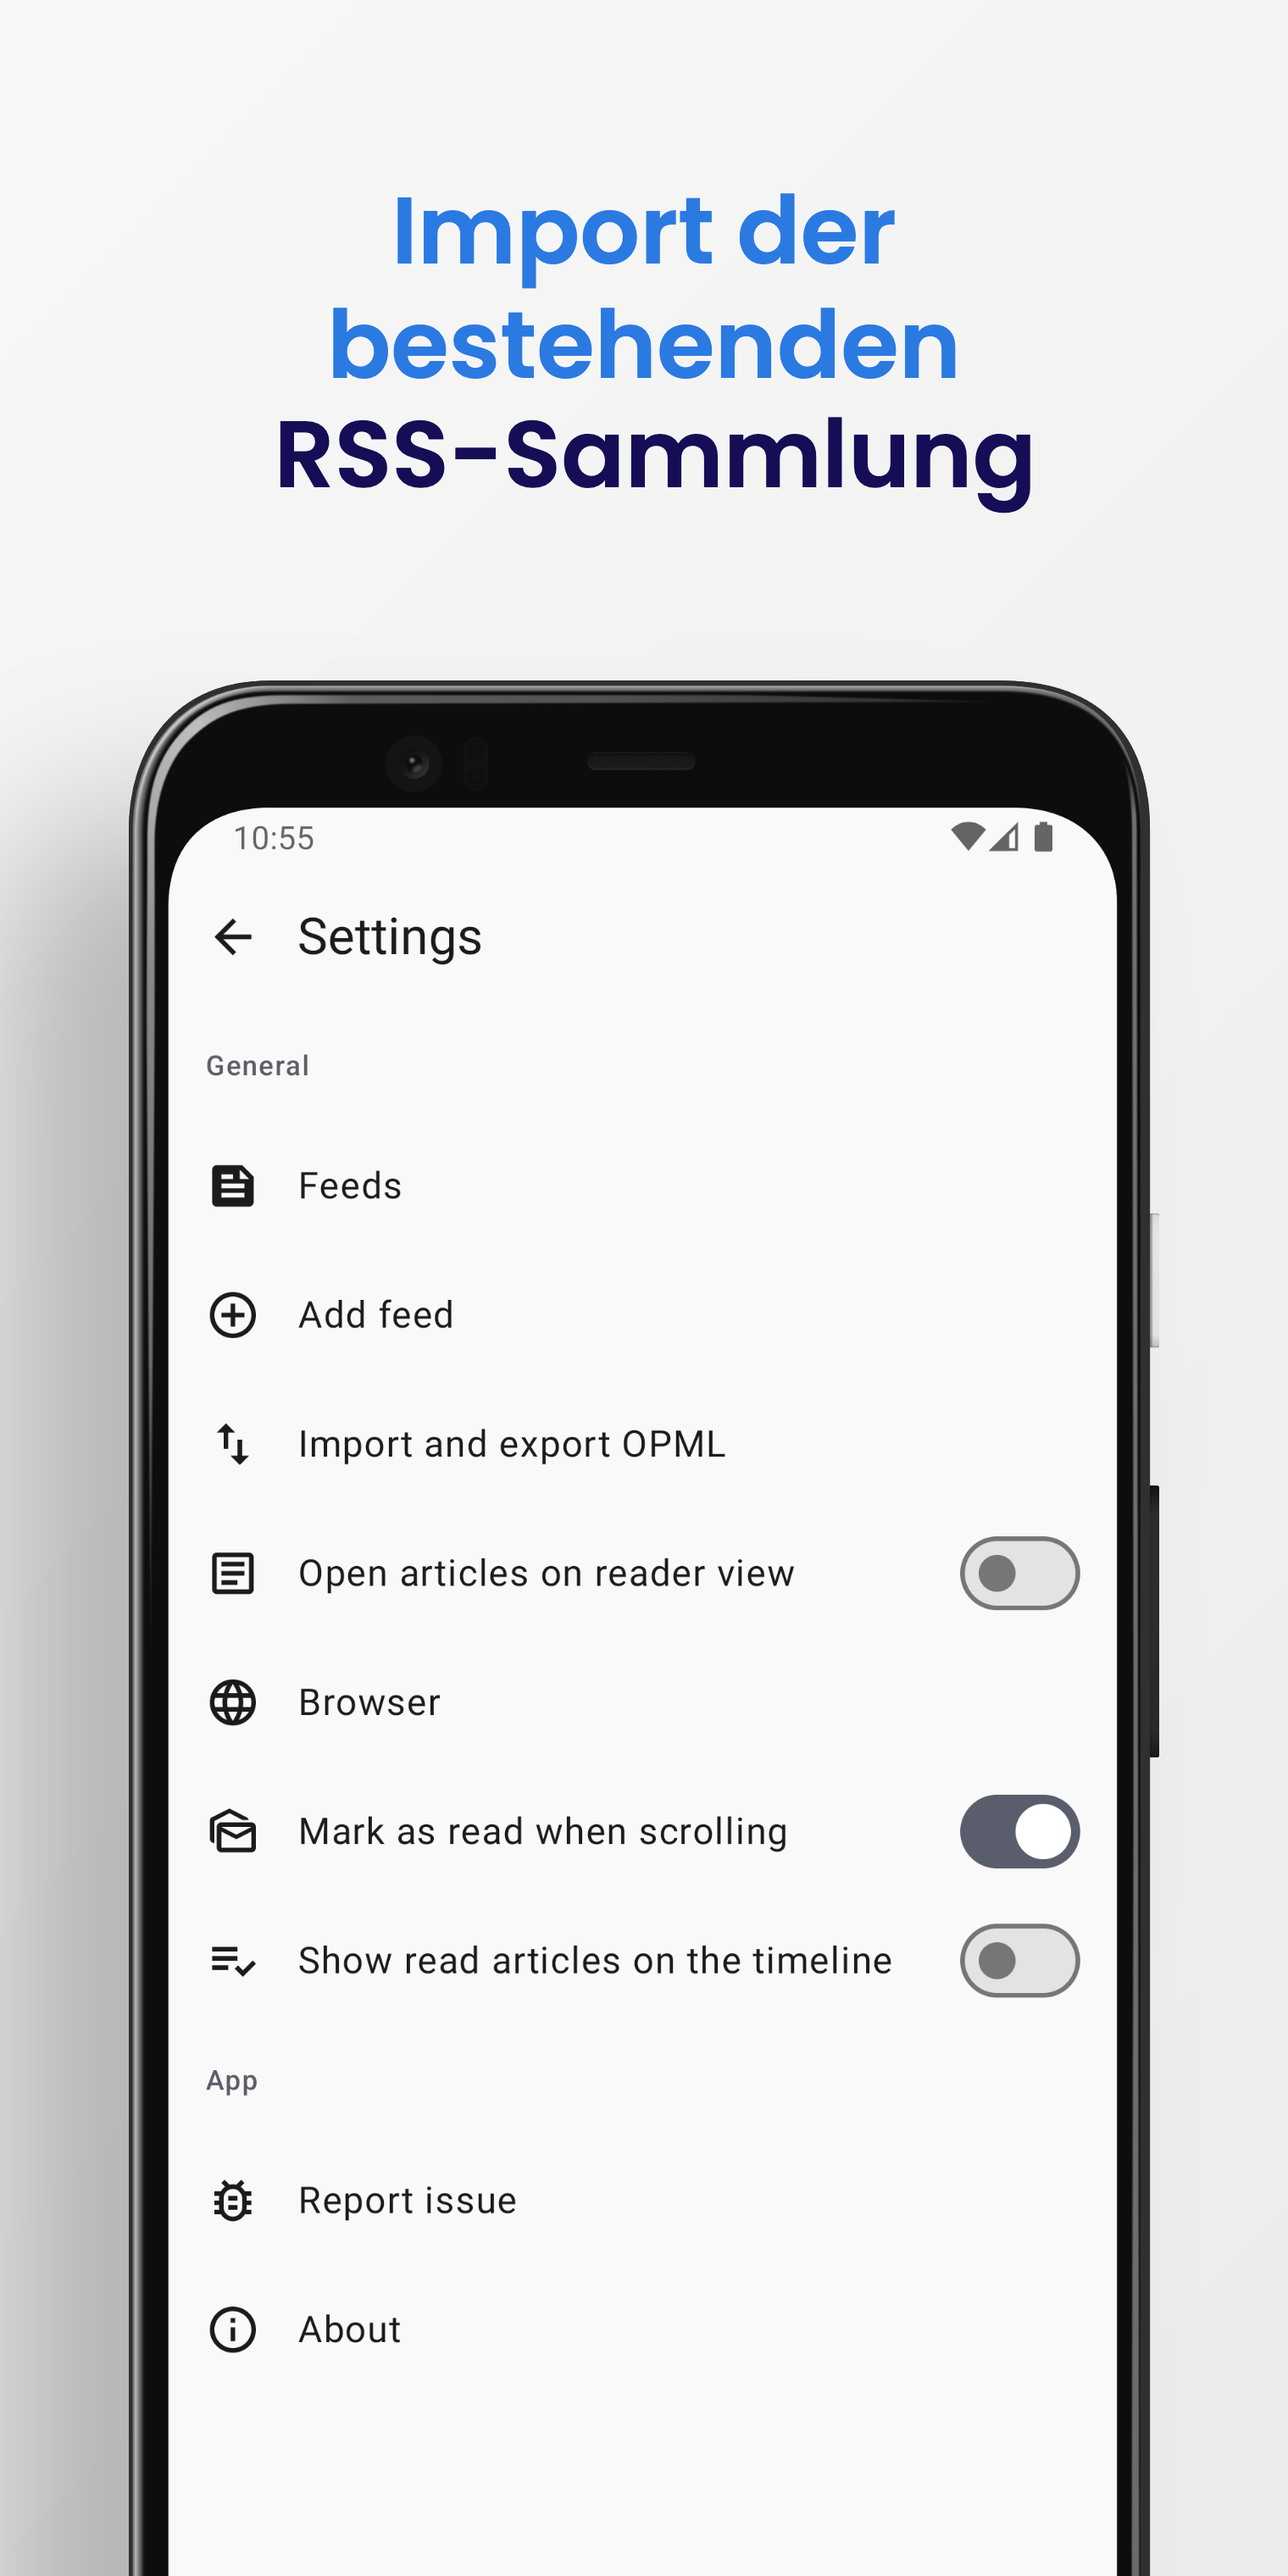 Import der
bestehenden
RSS-Sammlung
10:55
Settings
General
Feeds
Add feed
Import and export OPML
Open articles on reader view
Browser
Mark as read when scrolling
Show read articles on the timeline
App
Report issue
About